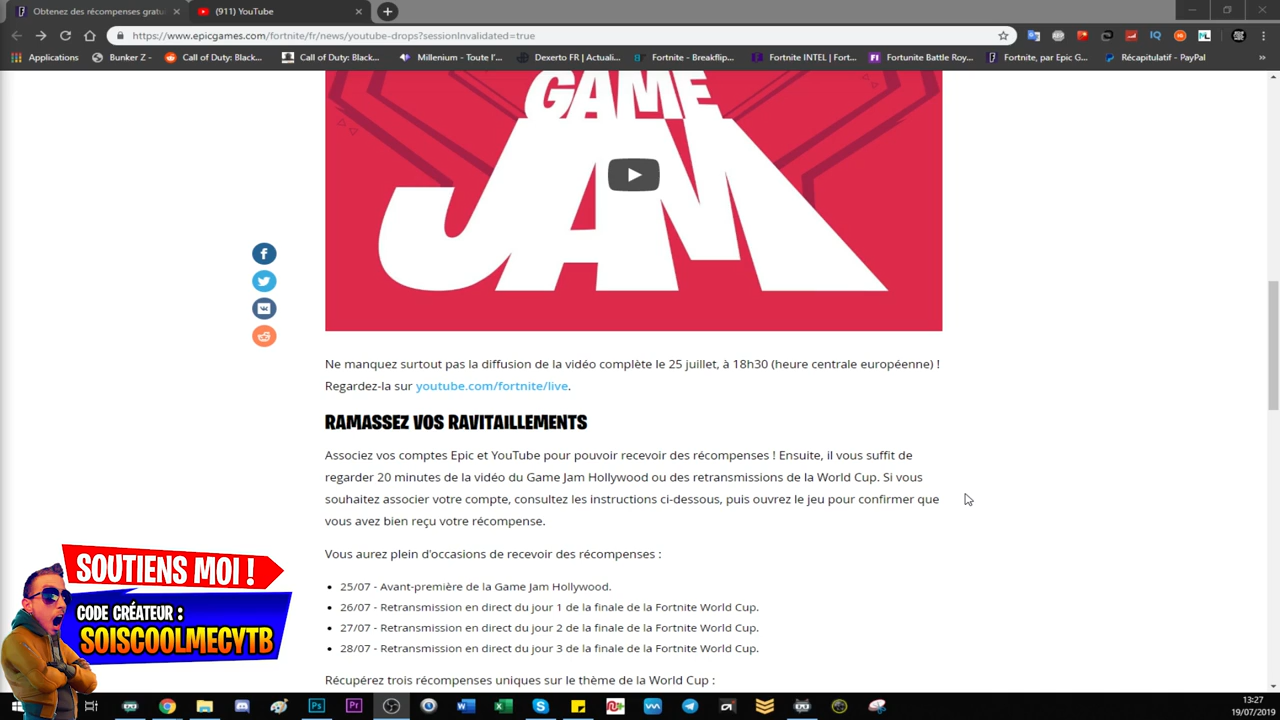 Obtenez des récompenses gratu
(911) YouTube
https://www.epicgames.com/fortnite/fr/news/youtube-drops?sessionInvalidated=true
Applications
Bunker Z -
Call of Duty: Black...
Call of Duty: Black...
Millenium - Toute l'...
Dexerto FR | Actuali...
Fortnite - Breakflip...
Fortnite INTEL | Fort...
Fortunite Battle Roy...
Fortnite, par Epic G...
Récapitulatif - PayPal
GAME
JAM
Ne manquez surtout pas la diffusion de la vidéo complète le 25 juillet, à 18h30 (heure centrale européenne) !
Regardez-la sur youtube.com/fortnite/live.
RAMASSEZ VOS RAVITAILLEMENTS
Associez vos comptes Epic et YouTube pour pouvoir recevoir des récompenses ! Ensuite, il vous suffit de
regarder 20 minutes de la vidéo du Game Jam Hollywood ou des retransmissions de la World Cup. Si vous
souhaitez associer votre compte, consultez les instructions ci-dessous, puis ouvrez le jeu pour confirmer que
vous avez bien reçu votre récompense.
Vous aurez plein d'occasions de recevoir des récompenses :
• 25/07 - Avant-première de la Game Jam Hollywood.
• 26/07 - Retransmission en direct du jour 1 de la finale de la Fortnite World Cup.
• 27/07 - Retransmission en direct du jour 2 de la finale de la Fortnite World Cup.
• 28/07 - Retransmission en direct du jour 3 de la finale de la Fortnite World Cup.
Récupérez trois récompenses uniques sur le thème de la World Cup :
SOUTIENS MOI !
CODE CRÉATEUR :
SOISCOOLMECYTB
13:27
19/07/2019